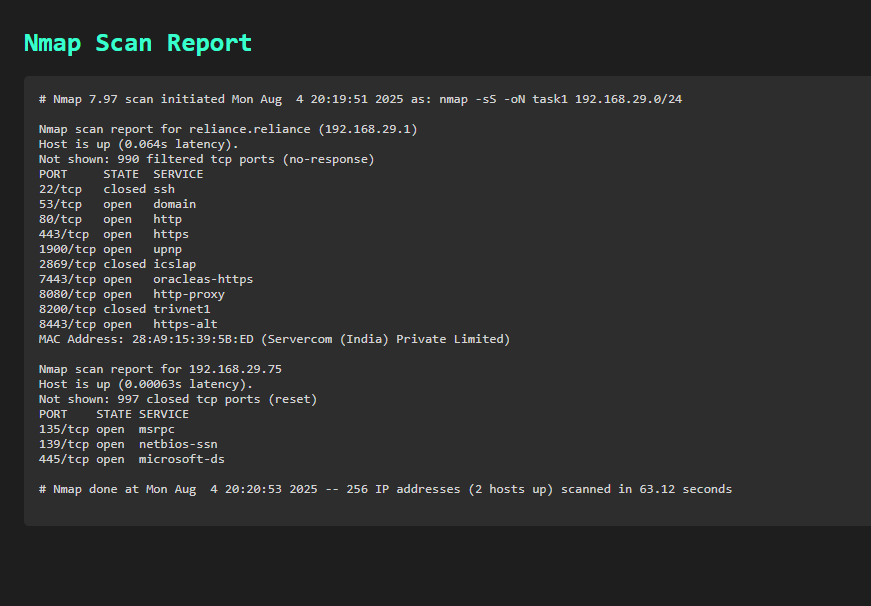 Nmap Scan Report
# Nmap 7.97 scan initiated Mon Aug  4 20:19:51 2025 as: nmap -sS -oN task1 192.168.29.0/24
Nmap scan report for reliance.reliance (192.168.29.1)
Host is up (0.064s latency).
Not shown: 990 filtered tcp ports (no-response)
PORT     STATE  SERVICE
22/tcp   closed ssh
53/tcp   open   domain
80/tcp   open   http
443/tcp  open   https
1900/tcp open   upnp
2869/tcp closed icslap
7443/tcp open   oracleas-https
8080/tcp open   http-proxy
8200/tcp closed trivnet1
8443/tcp open   https-alt
MAC Address: 28:A9:15:39:5B:ED (Servercom (India) Private Limited)
Nmap scan report for 192.168.29.75
Host is up (0.00063s latency).
Not shown: 997 closed tcp ports (reset)
PORT    STATE SERVICE
135/tcp open  msrpc
139/tcp open  netbios-ssn
445/tcp open  microsoft-ds
# Nmap done at Mon Aug  4 20:20:53 2025 -- 256 IP addresses (2 hosts up) scanned in 63.12 seconds